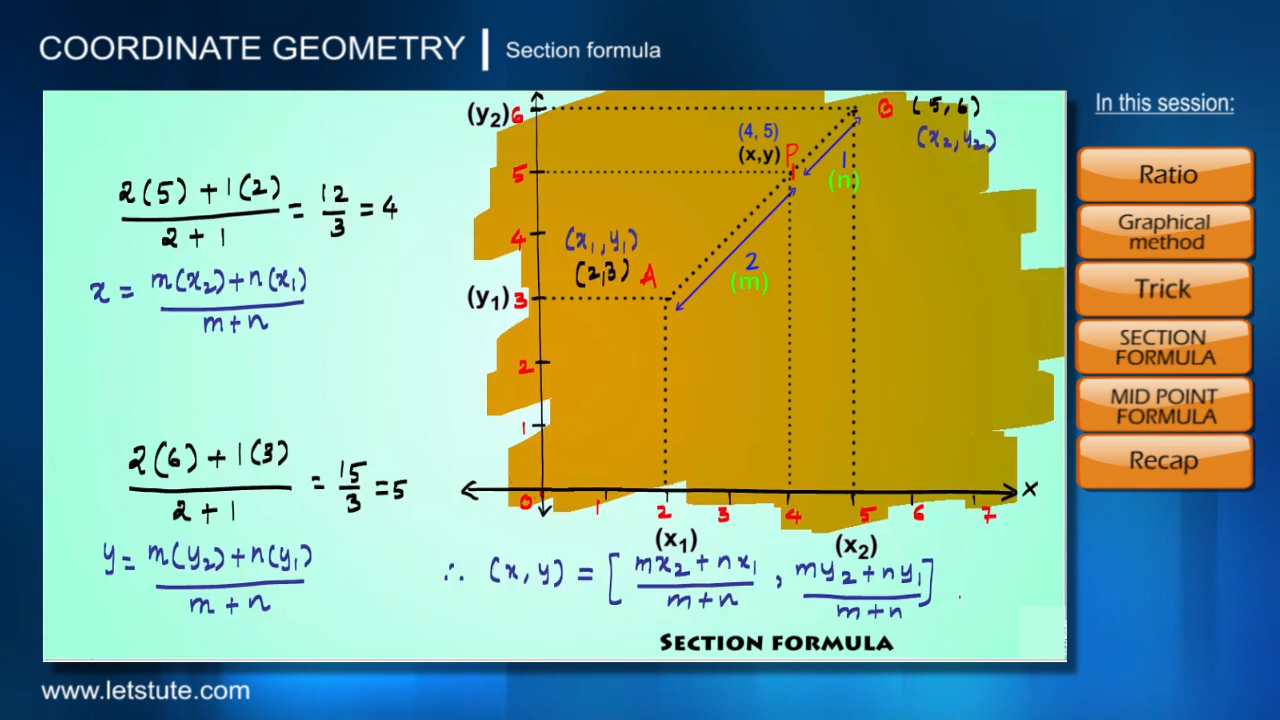 COORDINATE GEOMETRY | Section formula
In this session:
Ratio
Graphical
method
Trick
SECTION
FORMULA
MID POINT
FORMULA
Recap
2(5) + 1(2) / 2 + 1 = 12/3 = 4
x = m(x₂) + n(x₁) / m + n
2(6) + 1(3) / 2 + 1 = 15/3 = 5
y = m(y₂) + n(y₁) / m + n
(y2) 6
5
4
(y1) 3
2
1
0 1 2 3 4 5 6 7 x
(x1) (x2)
B (5, 6)
(x₂, y₂)
(4, 5)
(x,y) P
1
(n)
2
(m)
(x₁, y₁)
(2,3) A
∴ (x, y) = [ mx₂ + nx₁ / m + n , my₂ + ny₁ / m + n ]
SECTION FORMULA
www.letstute.com